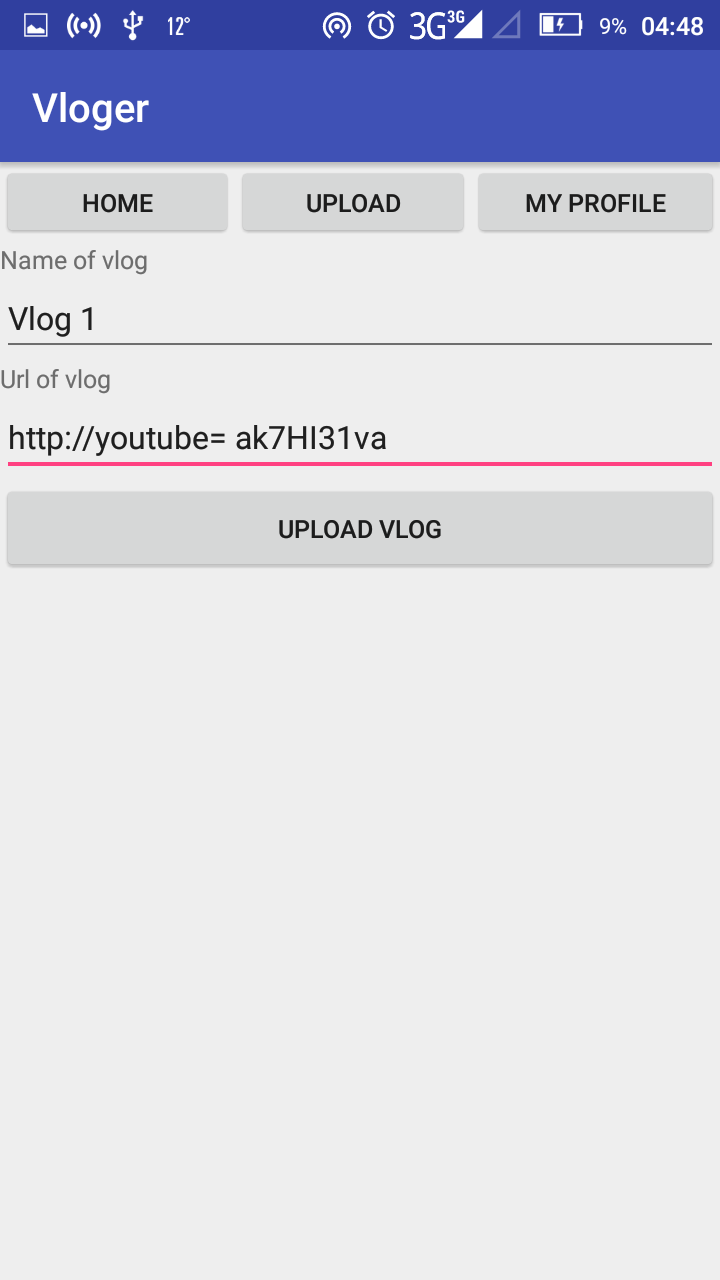 12° 3G 3G 9% 04:48
Vloger
HOME UPLOAD MY PROFILE
Name of vlog
Vlog 1
Url of vlog
http://youtube= ak7HI31va
UPLOAD VLOG